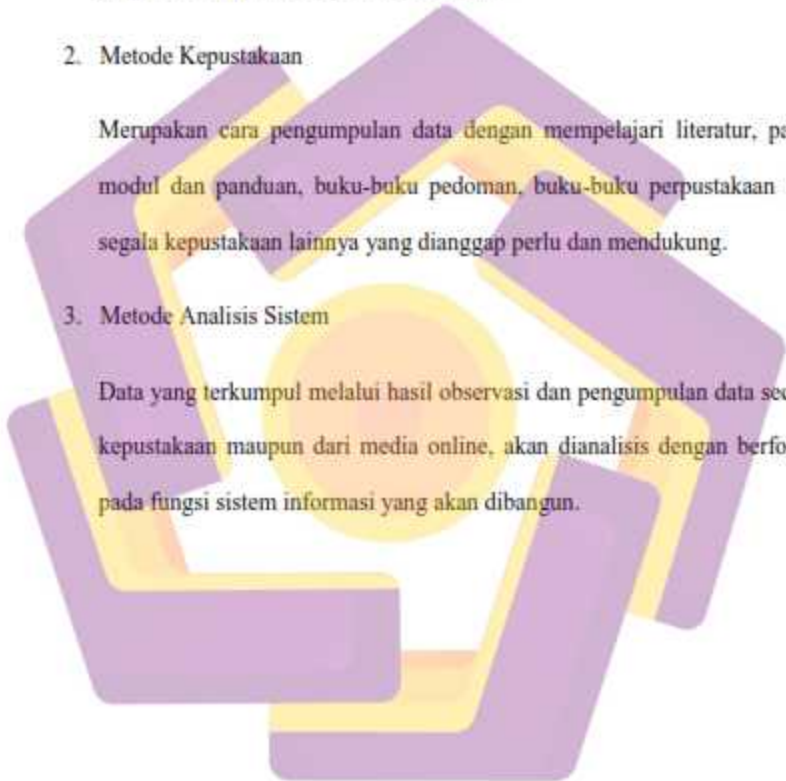 2. Metode Kepustakaan
Merupakan cara pengumpulan data dengan mempelajari literatur,
modul dan panduan, buku-buku pedoman, buku-buku perpustakaan
segala kepustakaan lainnya yang dianggap perlu dan mendukung.
3. Metode Analisis Sistem
Data yang terkumpul melalui hasil observasi dan pengumpulan data
kepustakaan maupun dari media online, akan dianalisis dengan
pada fungsi sistem informasi yang akan dibangun.